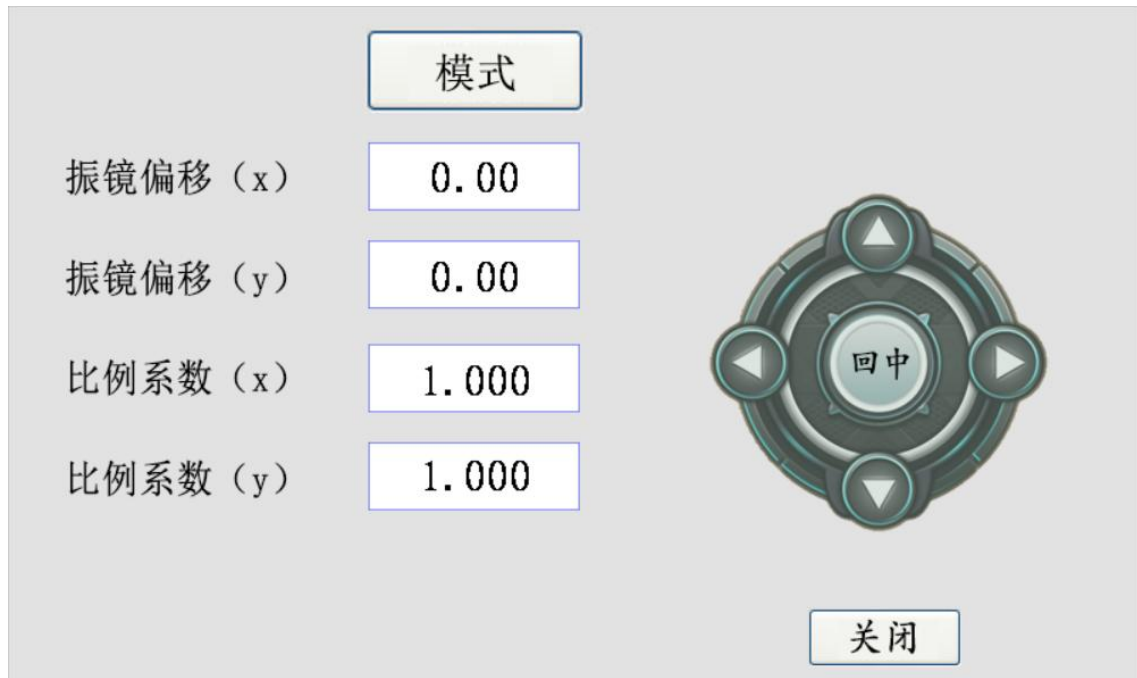 模式
振镜偏移（x） 0.00
振镜偏移（y） 0.00
比例系数（x） 1.000
回中
比例系数（y） 1.000
关闭